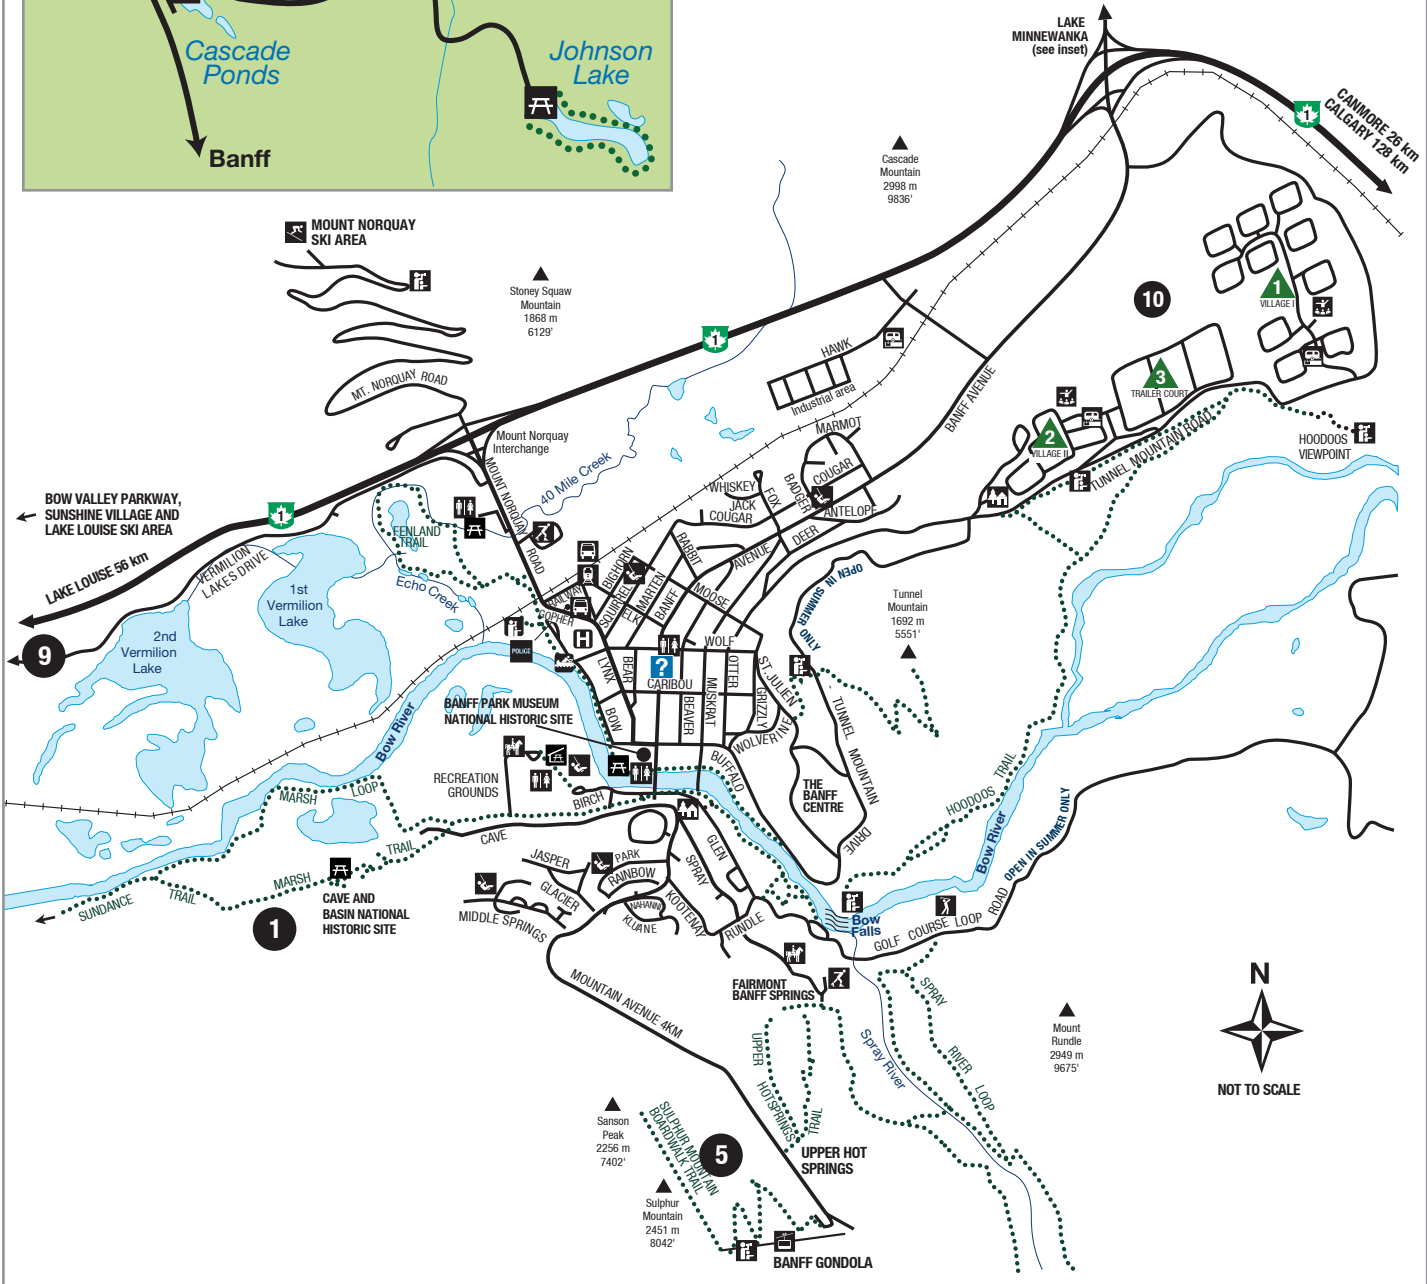 Cascade
Ponds
Johnson
Lake
Banff
LAKE
MINNEWANKA
(see inset)
1
CANMORE 26 km
CALGARY 128 km
Cascade
Mountain
2998 m
9836'
MOUNT NORQUAY
SKI AREA
Stoney Squaw
Mountain
1868 m
6129'
1
MT. NORQUAY ROAD
Mount Norquay
Interchange
HAWK
Industrial area
10
1
VILLAGE I
3
TRAILER COURT
2
VILLAGE II
BANFF AVENUE
TUNNEL MOUNTAIN ROAD
HOODOOS
VIEWPOINT
BOW VALLEY PARKWAY,
SUNSHINE VILLAGE AND
LAKE LOUISE SKI AREA
1
LAKE LOUISE 56 km
9
VERMILION
LAKES DRIVE
FENLAND
TRAIL
1st
Vermilion
Lake
2nd
Vermilion
Lake
Echo Creek
40 Mile Creek
MOUNT NORQUAY
ROAD
MARMOT
COUGAR
BADGER
WHISKEY
FOX
JACK
COUGAR
ANTELOPE
DEER
RABBIT
AVENUE
BIGHORN
SQUIRREL
MARTEN
ELK
BANFF
MOOSE
RAILWAY
GOPHER
H
POLICE
WOLF
LYNX
BEAR
?
CARIBOU
OTTER
MUSKRAT
BEAVER
GRIZZLY
ST. JULIEN
WOLVERINE
BOW
BUFFALO
OPEN IN
SUMMER
ONLY
Tunnel
Mountain
1692 m
5551'
TUNNEL MOUNTAIN
DRIVE
THE
BANFF
CENTRE
BANFF PARK MUSEUM
NATIONAL HISTORIC SITE
Bow River
RECREATION
GROUNDS
BIRCH
CAVE
MARSH LOOP
MARSH TRAIL
SUNDANCE TRAIL
1
CAVE AND
BASIN NATIONAL
HISTORIC SITE
JASPER
PARK
RAINBOW
GLACIER
NAHANNI
KLUANE
KOOTENAY
MIDDLE SPRINGS
GLEN
SPRAY
RUNDLE
HOODOOS TRAIL
Bow River
OPEN IN SUMMER ONLY
Bow
Falls
GOLF COURSE LOOP ROAD
FAIRMONT
BANFF SPRINGS
MOUNTAIN AVENUE 4KM
UPPER HOTSPRINGS TRAIL
Spray River
SPRAY RIVER LOOP
Mount
Rundle
2949 m
9675'
N
NOT TO SCALE
Sanson
Peak
2256 m
7402'
SULPHUR MOUNTAIN
BOARDWALK TRAIL
5
UPPER HOT
SPRINGS
Sulphur
Mountain
2451 m
8042'
BANFF GONDOLA